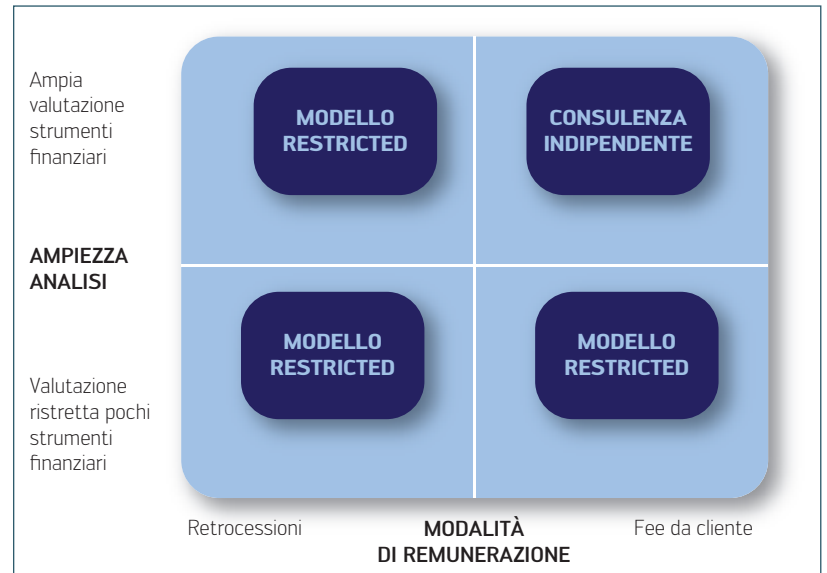 Ampia
valutazione
strumenti
finanziari
MODELLO
RESTRICTED
CONSULENZA
INDIPENDENTE
AMPIEZZA
ANALISI
Valutazione
ristretta pochi
strumenti
finanziari
MODELLO
RESTRICTED
MODELLO
RESTRICTED
Retrocessioni
MODALITÀ
DI REMUNERAZIONE
Fee da cliente